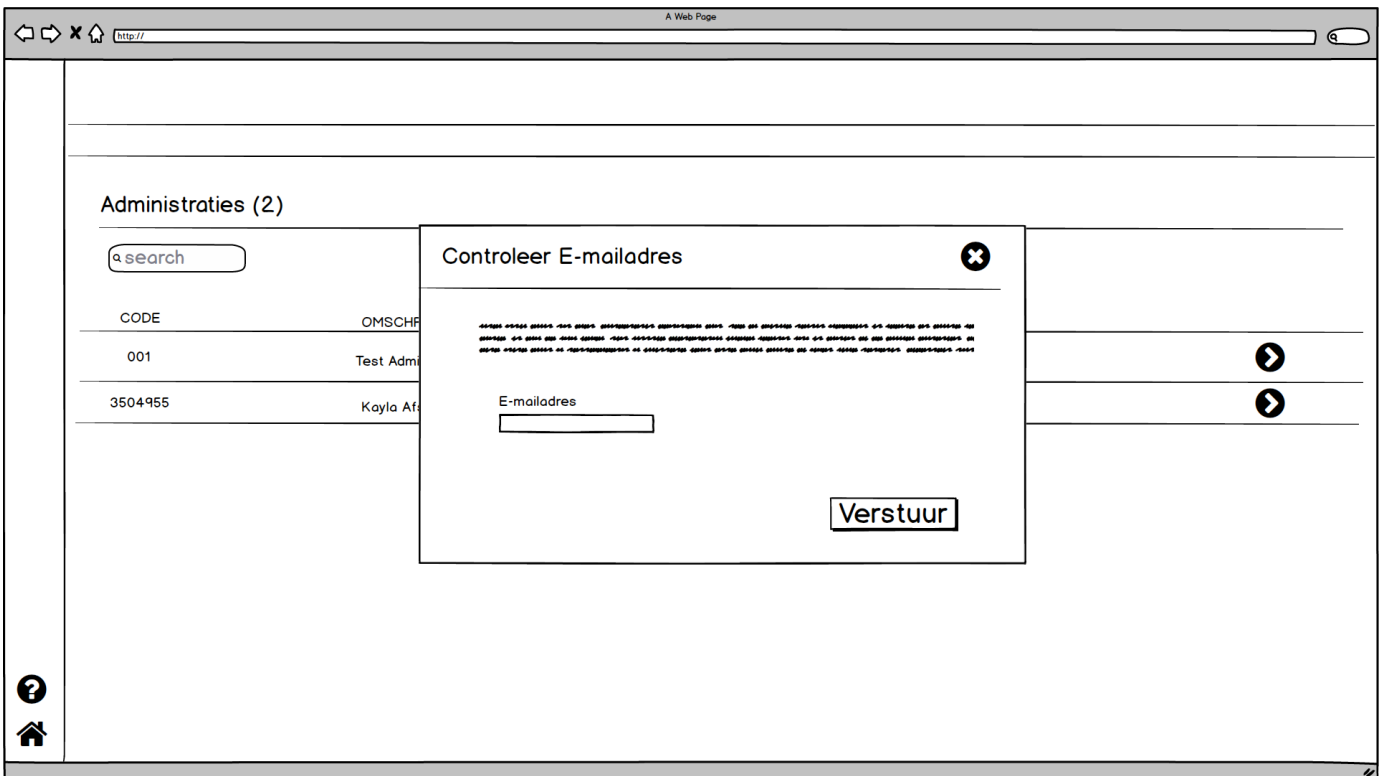 A Web Page
http://
Administraties (2)
search
Controleer E-mailadres
CODE
OMSCHR
001
Test Admi
3504955
Kayla Af
E-mailadres
Verstuur